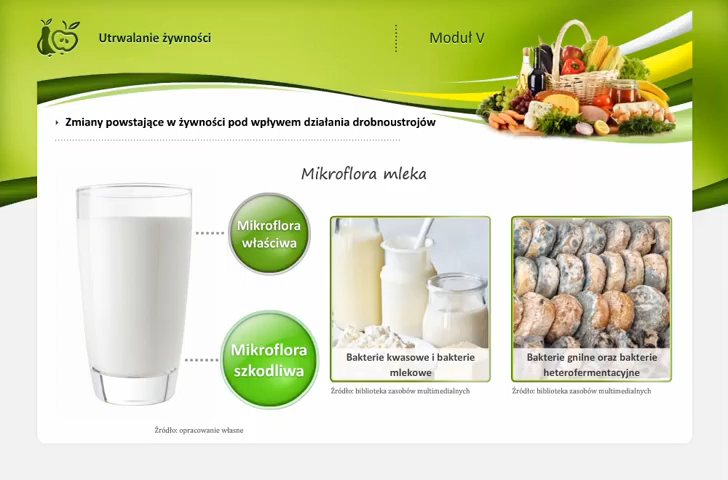 Utrwalanie żywności
Moduł V
Zmiany powstające w żywności pod wpływem działania drobnoustrojów
Mikroflora mleka
Mikroflora
właściwa
Mikroflora
szkodliwa
Bakterie kwasowe i bakterie
mlekowe
Źródło: biblioteka zasobów multimedialnych
Bakterie gnilne oraz bakterie
heterofermentacyjne
Źródło: biblioteka zasobów multimedialnych
Źródło: opracowanie własne